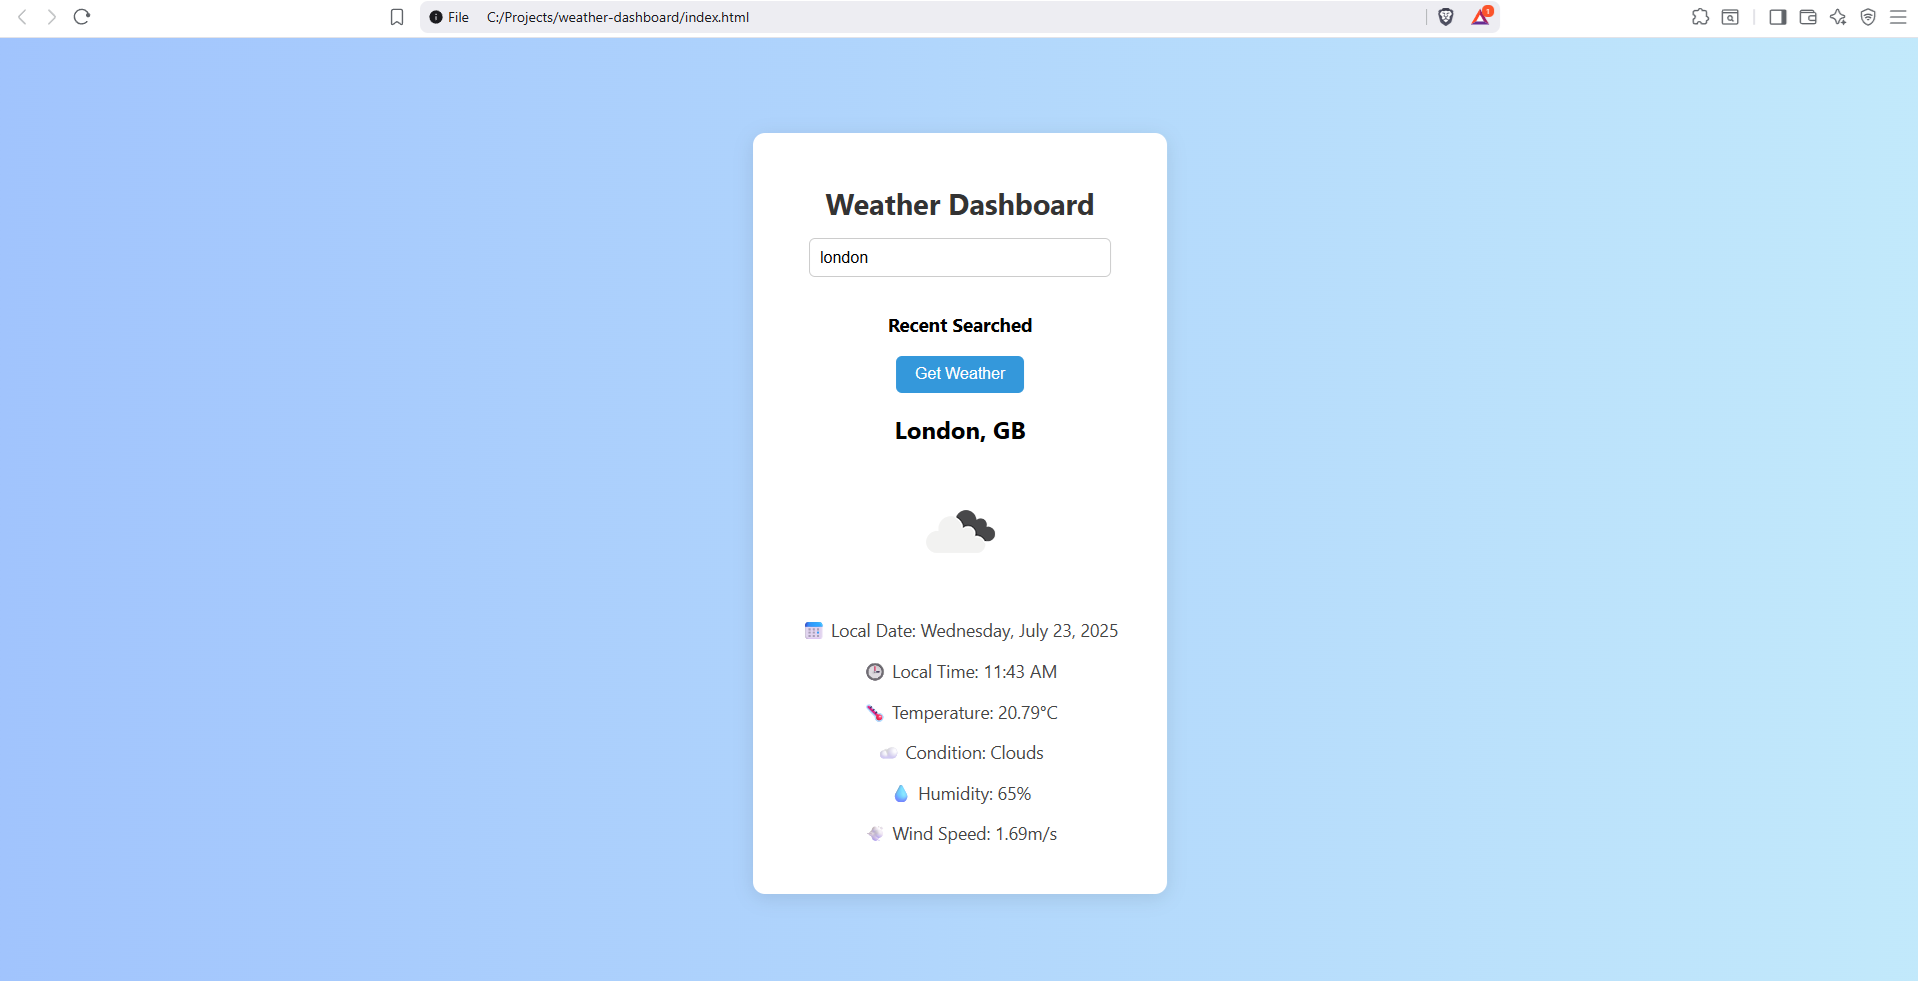 File C:/Projects/weather-dashboard/index.html
1
Weather Dashboard
london
Recent Searched
Get Weather
London, GB
Local Date: Wednesday, July 23, 2025
Local Time: 11:43 AM
Temperature: 20.79°C
Condition: Clouds
Humidity: 65%
Wind Speed: 1.69m/s